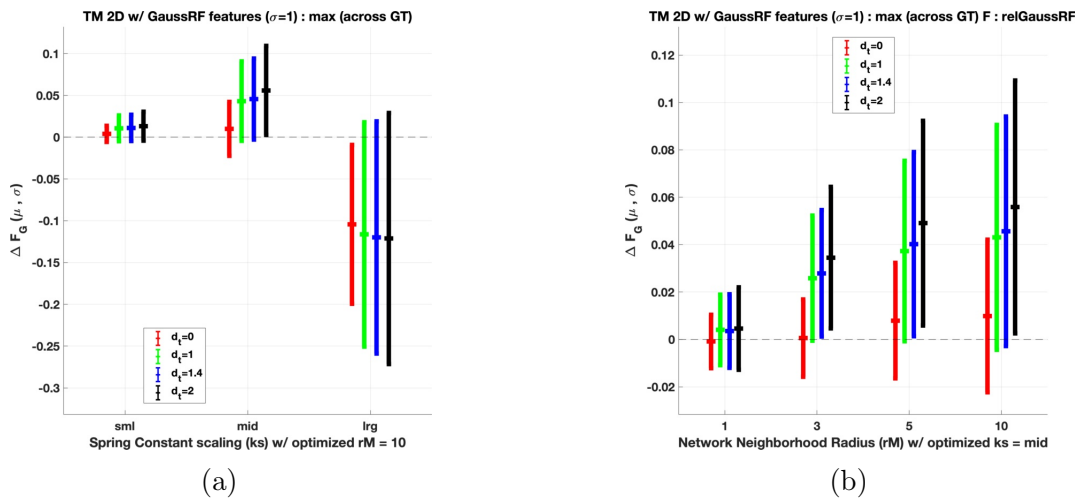 TM 2D w/ GaussRF features (σ=1) : max (across GT)
0.1
0.05
0
-0.05
-0.1
-0.15
-0.2
-0.25
-0.3
Δ F_G (μ , σ)
d_t=0
d_t=1
d_t=1.4
d_t=2
sml mid lrg
Spring Constant scaling (ks) w/ optimized rM = 10
(a)
TM 2D w/ GaussRF features (σ=1) : max (across GT) F : relGaussRF
0.12
0.1
0.08
0.06
0.04
0.02
0
-0.02
Δ F_G (μ , σ)
d_t=0
d_t=1
d_t=1.4
d_t=2
1 3 5 10
Network Neighborhood Radius (rM) w/ optimized ks = mid
(b)